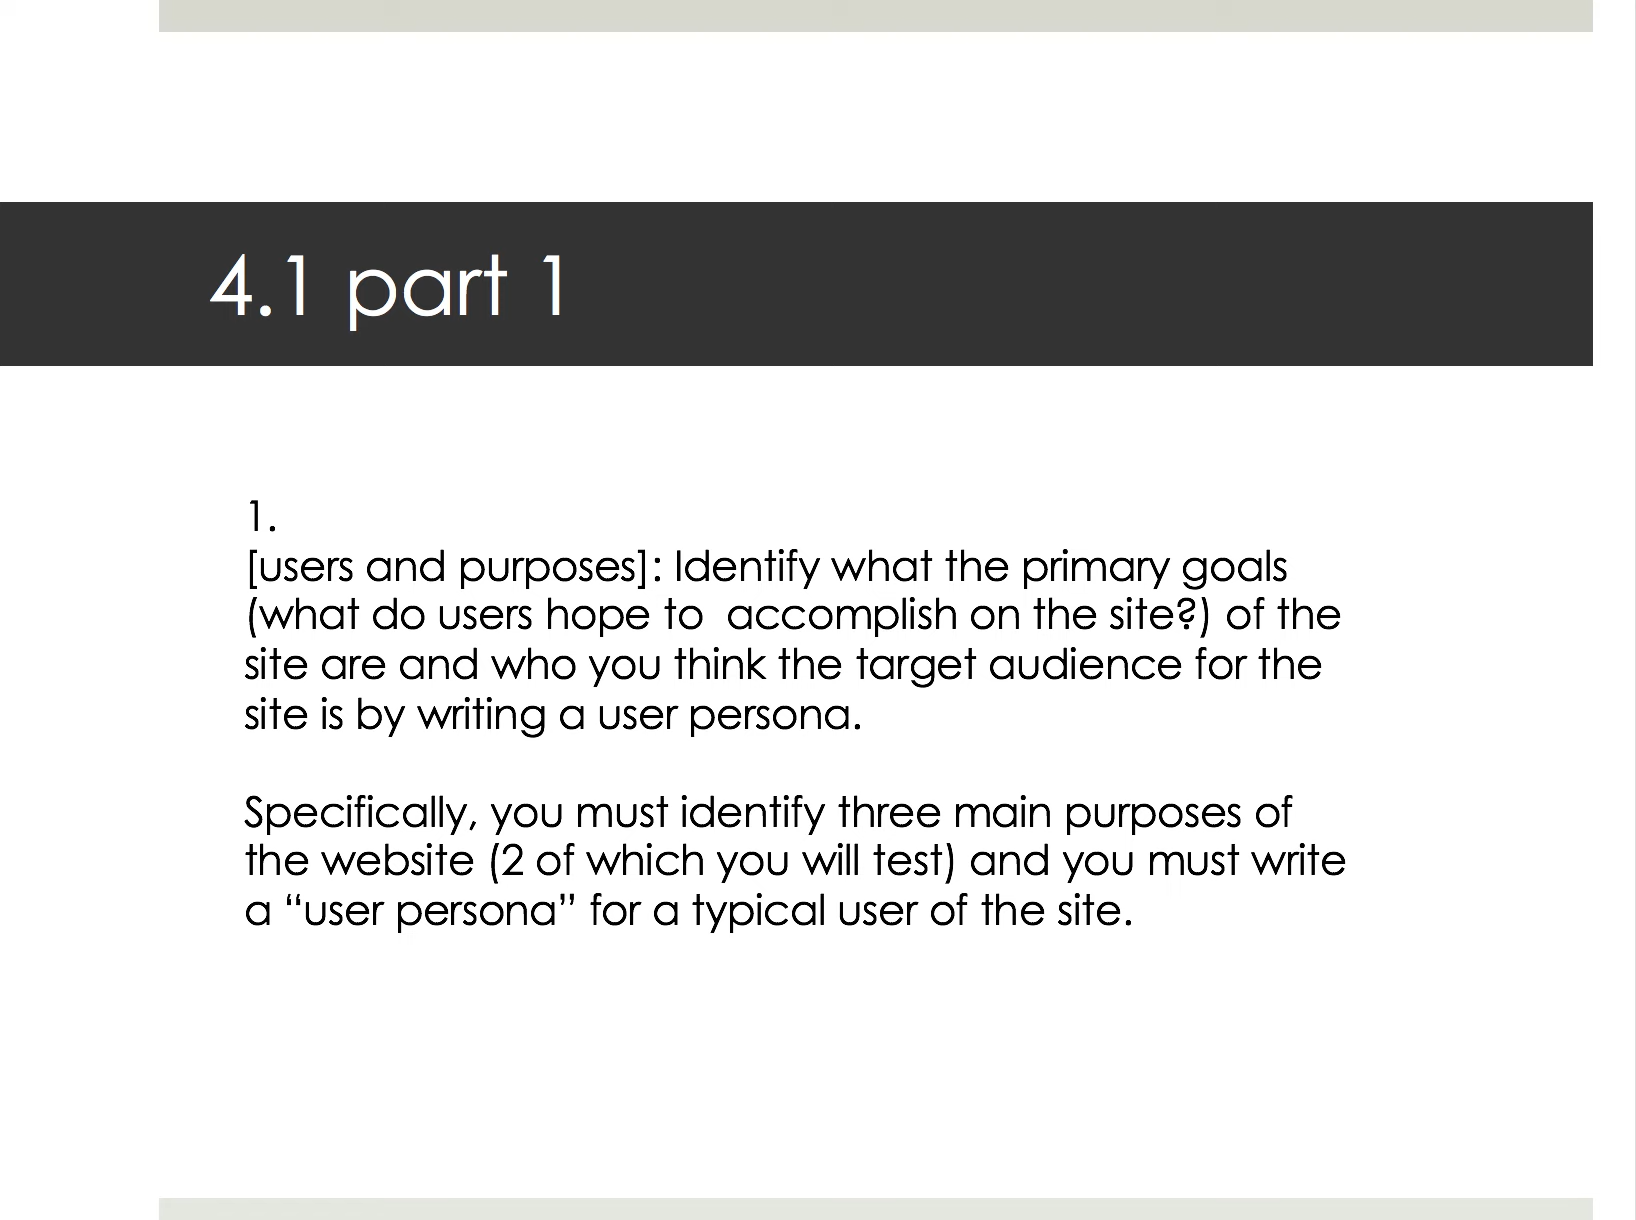 4.1 part 1
1.
[users and purposes]: Identify what the primary goals
(what do users hope to  accomplish on the site?) of the
site are and who you think the target audience for the
site is by writing a user persona.
Specifically, you must identify three main purposes of
the website (2 of which you will test) and you must write
a “user persona” for a typical user of the site.